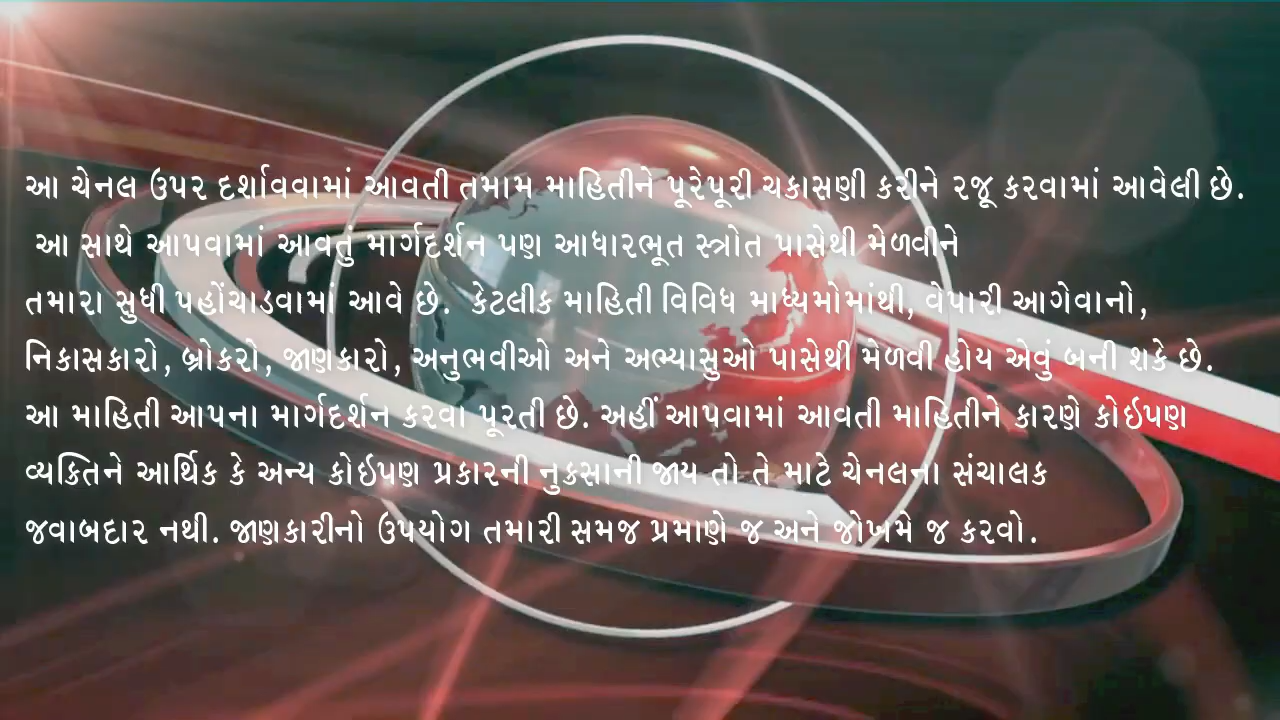 આ ચેનલ ઉપર દર્શાવવામાં આવતી તમામ માહિતીને પૂરેપૂરી ચકાસણી કરીને રજૂ કરવામાં આવેલી છે.
આ સાથે આપવામાં આવતું માર્ગદર્શન પણ આધારભૂત સ્ત્રોત પાસેથી મેળવીને
તમારા સુધી પહોંચાડવામાં આવે છે. કેટલીક માહિતી વિવિધ માધ્યમોમાંથી, વેપારી આગેવાનો,
નિકાસકારો, બ્રોકરો, જાણકારો, અનુભવીઓ અને અભ્યાસુઓ પાસેથી મેળવી હોય એવું બની શકે છે.
આ માહિતી આપના માર્ગદર્શન કરવા પૂરતી છે. અહીં આપવામાં આવતી માહિતીને કારણે કોઇપણ
વ્યકિતને આર્થિક કે અન્ય કોઇપણ પ્રકારની નુકસાની જાય તો તે માટે ચેનલના સંચાલક
જવાબદાર નથી. જાણકારીનો ઉપયોગ તમારી સમજ પ્રમાણે જ અને જોખમે જ કરવો.